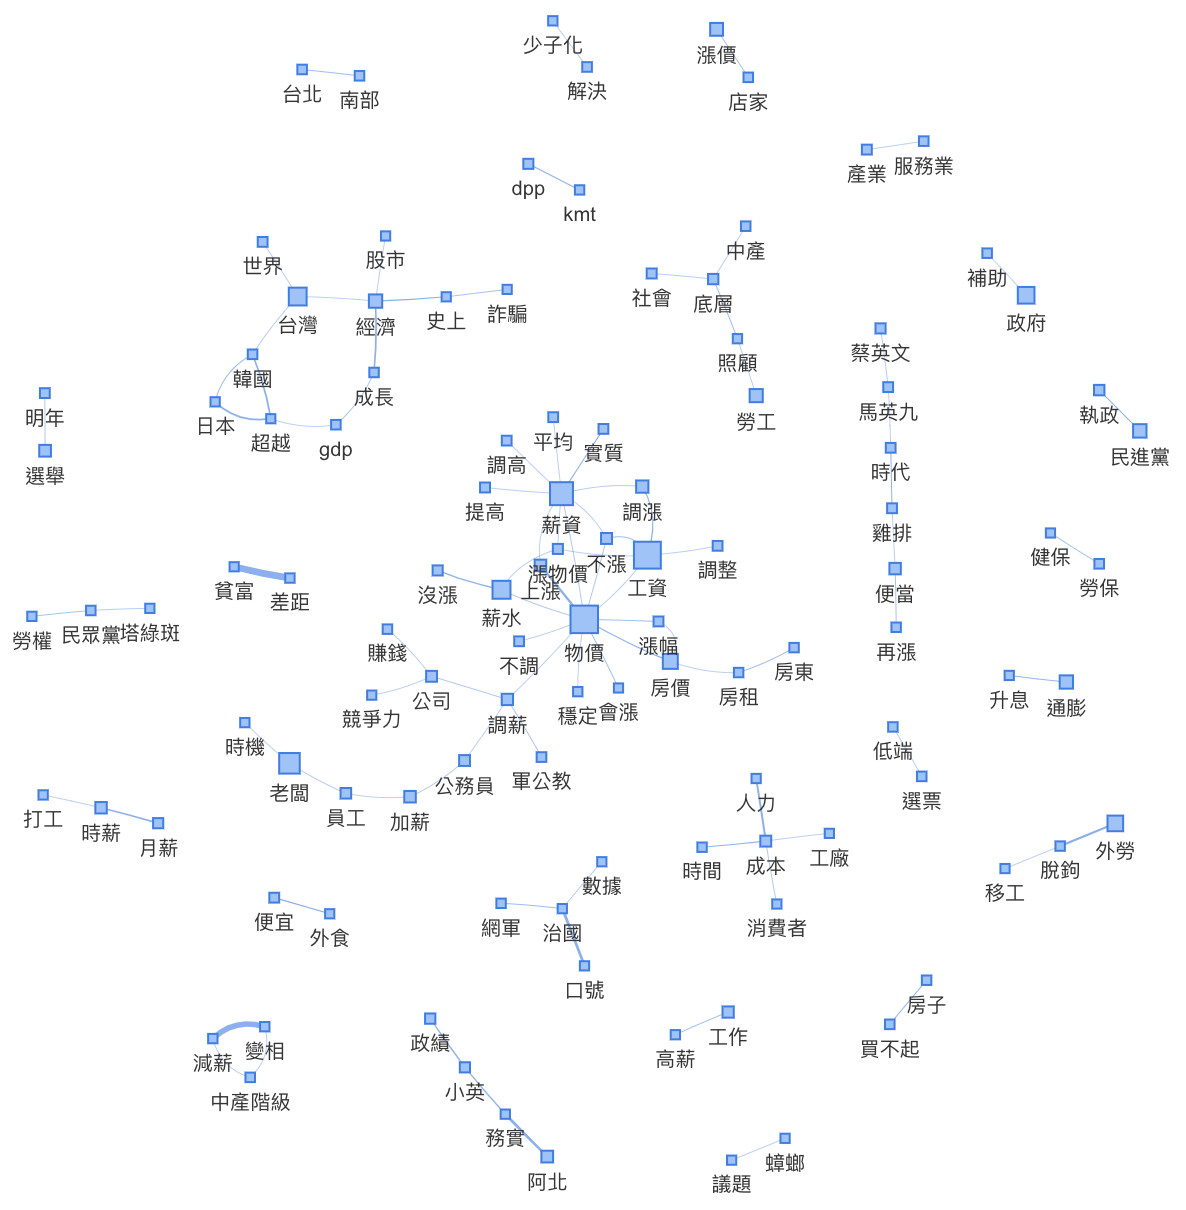 少子化
漲價
台北
南部
解決
店家
服務業
產業
dpp
kmt
世界
股市
中產
補助
社會
底層
台灣
經濟
史上
詐騙
政府
蔡英文
照顧
韓國
成長
明年
日本
超越
gdp
勞工
馬英九
執政
平均
實質
調高
時代
民進黨
選舉
提高
薪資
調漲
雞排
健保
漲物價
不漲
調整
貧富
差距
沒漲
上漲
工資
勞保
便當
勞權
民眾黨
塔綠班
薪水
賺錢
不調
物價
漲幅
再漲
競爭力
公司
房價
房租
房東
穩定
會漲
升息
通膨
時機
調薪
低端
老闆
公務員
軍公教
員工
加薪
人力
選票
打工
時薪
月薪
時間
成本
工廠
外勞
移工
脫鉤
數據
便宜
外食
網軍
治國
消費者
口號
房子
減薪
變相
政績
高薪
工作
買不起
中產階級
小英
務實
阿北
議題
蟑螂